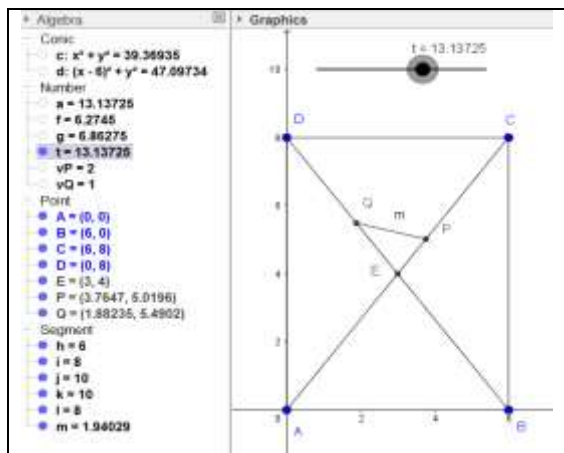 Algebra
Graphics
Conic
c: x² + y² = 39.36935
d: (x - 6)² + y² = 47.09734
Number
a = 13.13725
f = 6.2745
g = 6.86275
t = 13.13725
vP = 2
vQ = 1
Point
A = (0, 0)
B = (6, 0)
C = (6, 8)
D = (0, 8)
E = (3, 4)
P = (3.7647, 5.0196)
Q = (1.88235, 5.4902)
Segment
h = 6
i = 8
j = 10
k = 10
l = 8
m = 1.94029
t = 13.13725
10
8
6
4
2
0
2
4
6
D
C
Q
m
P
E
A
B